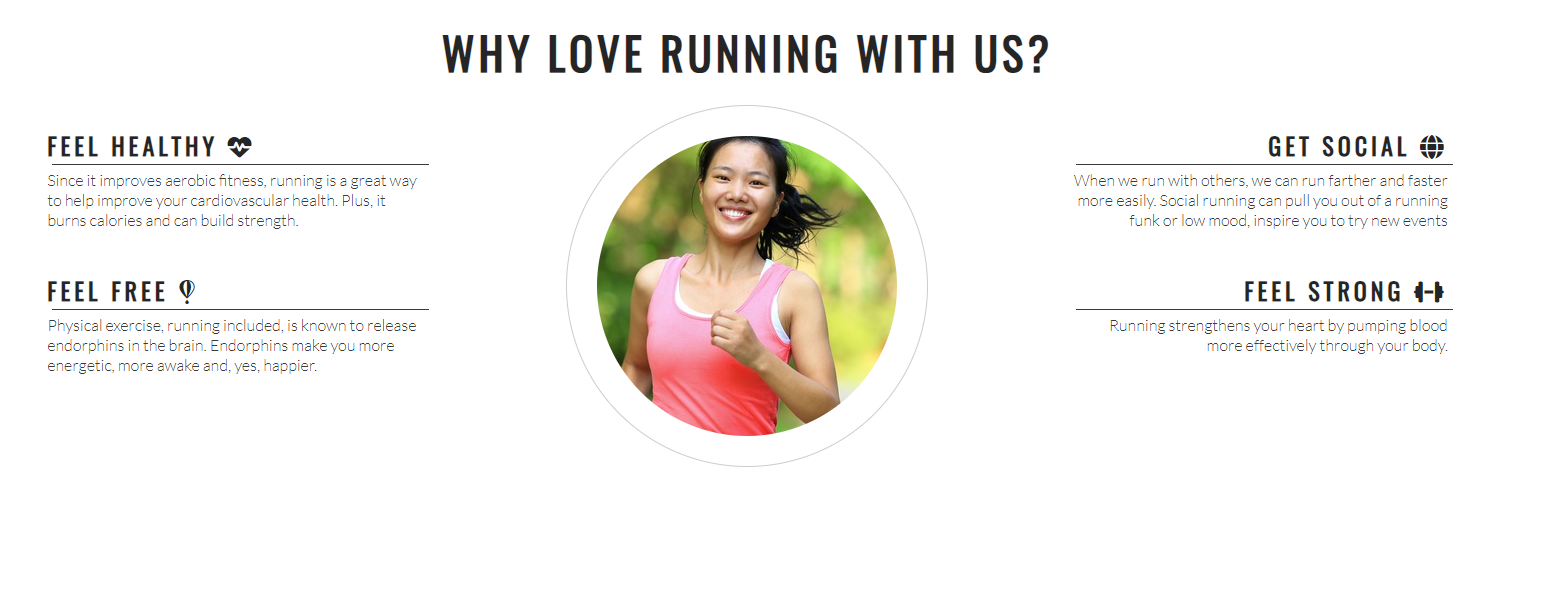 WHY LOVE RUNNING WITH US?
FEEL HEALTHY
Since it improves aerobic fitness, running is a great way
to help improve your cardiovascular health. Plus, it
burns calories and can build strength.
FEEL FREE
Physical exercise, running included, is known to release
endorphins in the brain. Endorphins make you more
energetic, more awake and, yes, happier.
GET SOCIAL
When we run with others, we can run farther and faster
more easily. Social running can pull you out of a running
funk or low mood, inspire you to try new events
FEEL STRONG
Running strengthens your heart by pumping blood
more effectively through your body.